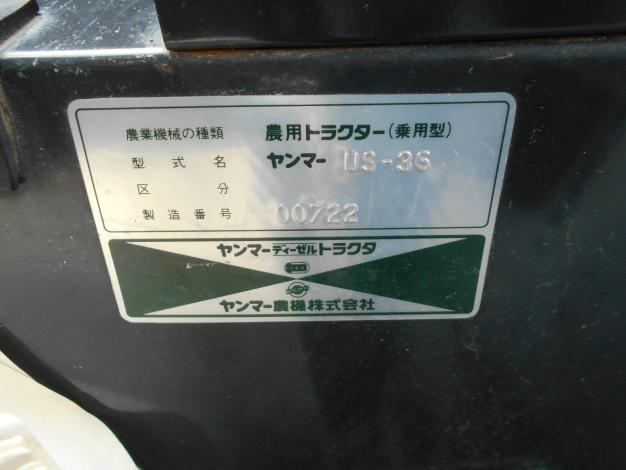 農業機械の種類 農用トラクター(乗用型)
型式名 ヤンマー US-36
区分
製造番号 00722
ヤンマーディーゼルトラクタ
ヤンマー農機株式会社